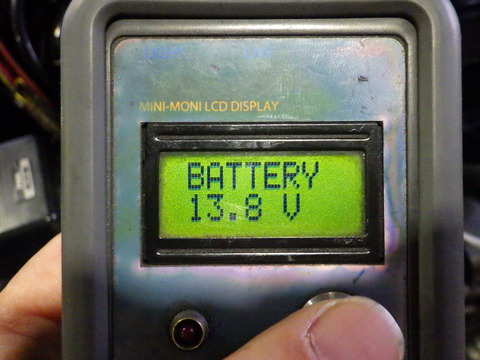 MINI-MONI LCD DISPLAY
BATTERY
13.8 V